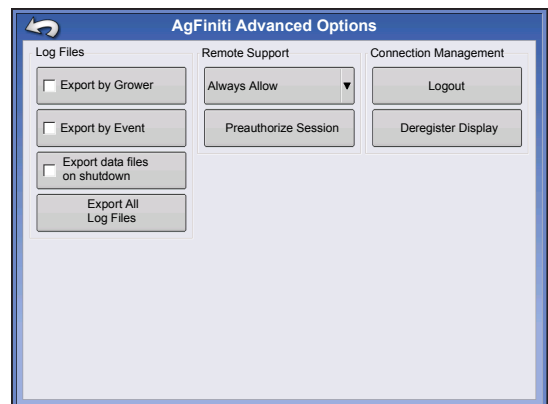 AgFiniti Advanced Options
Log Files
Export by Grower
Export by Event
Export data files
on shutdown
Export All
Log Files
Remote Support
Always Allow
Preauthorize Session
Connection Management
Logout
Deregister Display